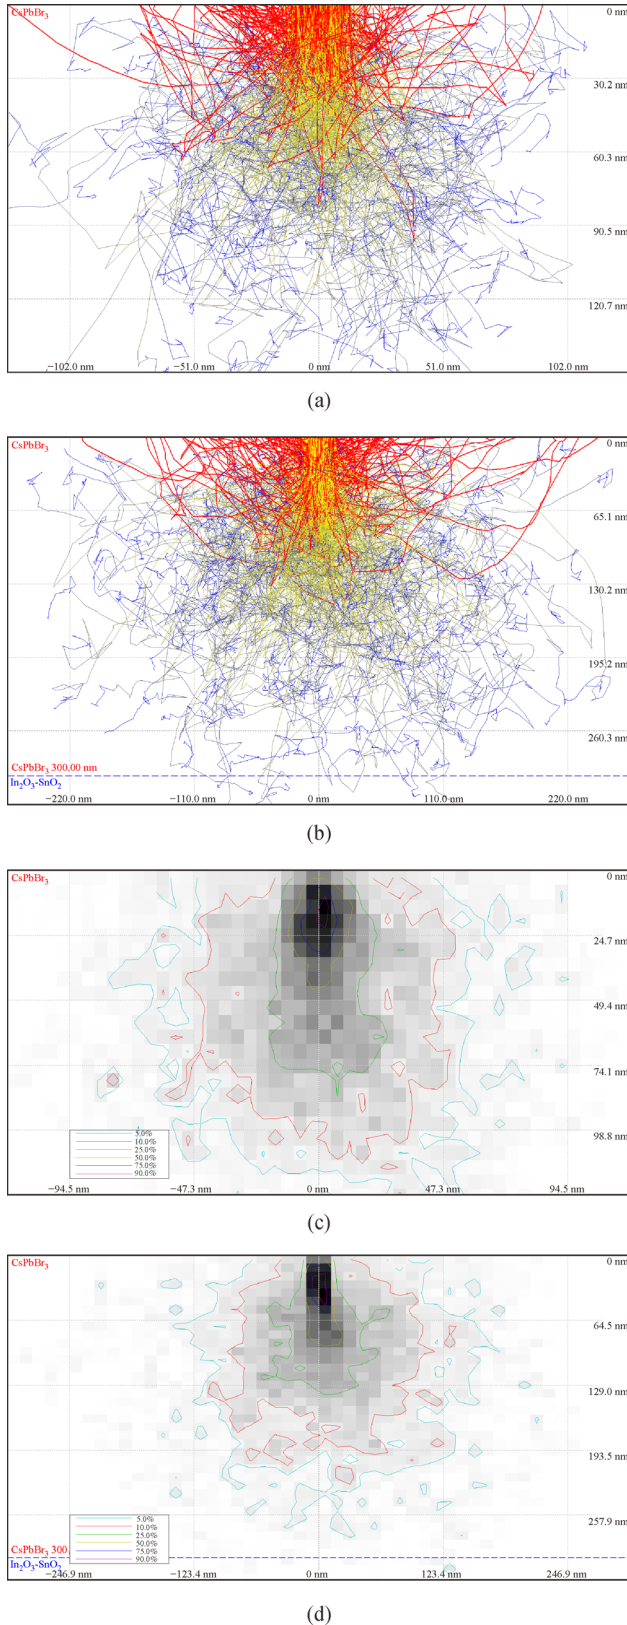 CsPbBr3
0 nm
30.2 nm
60.3 nm
90.5 nm
120.7 nm
−102.0 nm −51.0 nm 0 nm 51.0 nm 102.0 nm
(a)
CsPbBr3
0 nm
65.1 nm
130.2 nm
195.2 nm
260.3 nm
CsPbBr3 300.00 nm
In2O3-SnO2
−220.0 nm −110.0 nm 0 nm 110.0 nm 220.0 nm
(b)
CsPbBr3
0 nm
24.7 nm
49.4 nm
74.1 nm
98.8 nm
5.0%
10.0%
25.0%
50.0%
75.0%
90.0%
−94.5 nm −47.3 nm 0 nm 47.3 nm 94.5 nm
(c)
CsPbBr3
0 nm
64.5 nm
129.0 nm
193.5 nm
257.9 nm
5.0%
10.0%
25.0%
50.0%
75.0%
90.0%
CsPbBr3 300
In2O3-SnO2
−246.9 nm −123.4 nm 0 nm 123.4 nm 246.9 nm
(d)